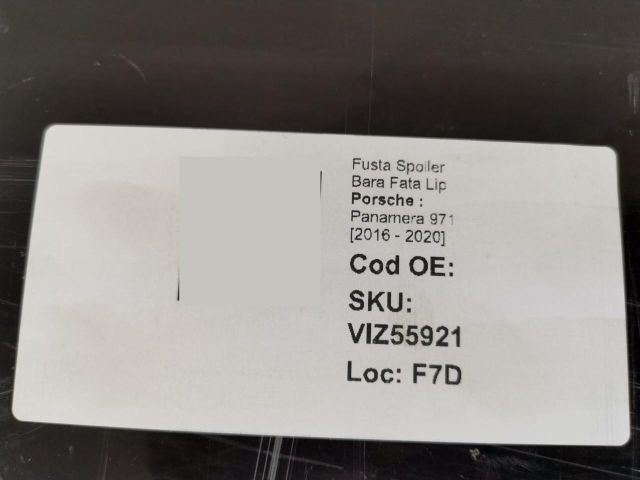 Fusta Spoiler
Bara Fata Lip
Porsche :
Panamera 971
[2016 - 2020]
Cod OE:
SKU:
VIZ55921
Loc: F7D